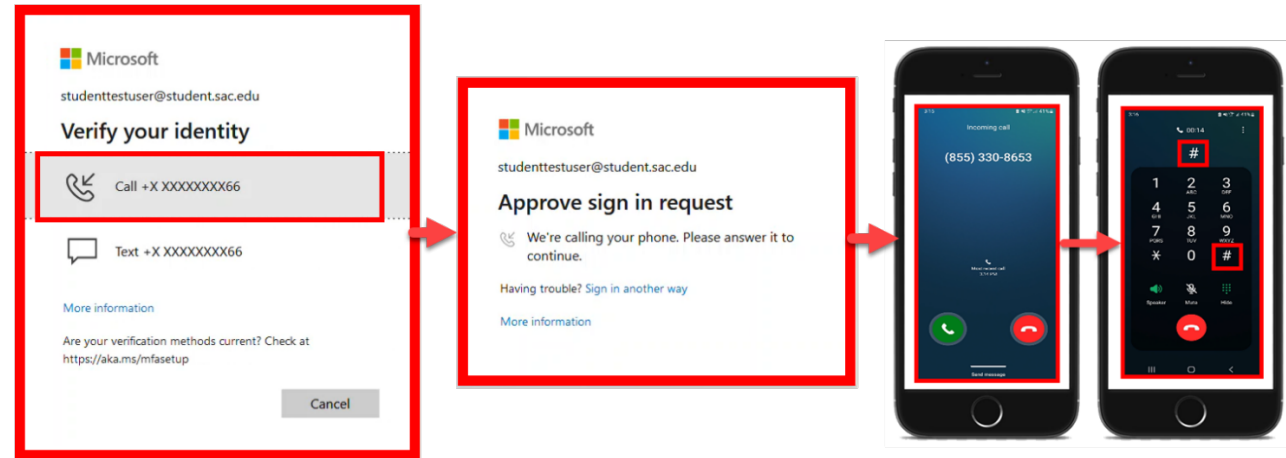 Microsoft
studenttestuser@student.sac.edu
Verify your identity
Call +X XXXXXXXX66
Text +X XXXXXXXX66
More information
Are your verification methods current? Check at
https://aka.ms/mfasetup
Cancel
Microsoft
studenttestuser@student.sac.edu
Approve sign in request
We're calling your phone. Please answer it to
continue.
Having trouble? Sign in another way
More information
Incoming call
(855) 330-8653
Send message
3:16
00:14
#
1 2 3
ABC DEF
4 5 6
GHI JKL MNO
7 8 9
PQRS TUV WXYZ
* 0 #
Speaker Mute Hide